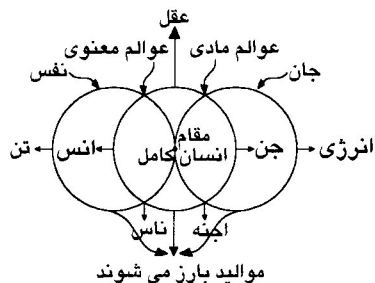 عقل
عوالم مادی
عوالم معنوی
جان
نفس
مقام
انسان کامل
انرژی
جن
انس
تن
اجنه
ناس
موالید بارز می شوند